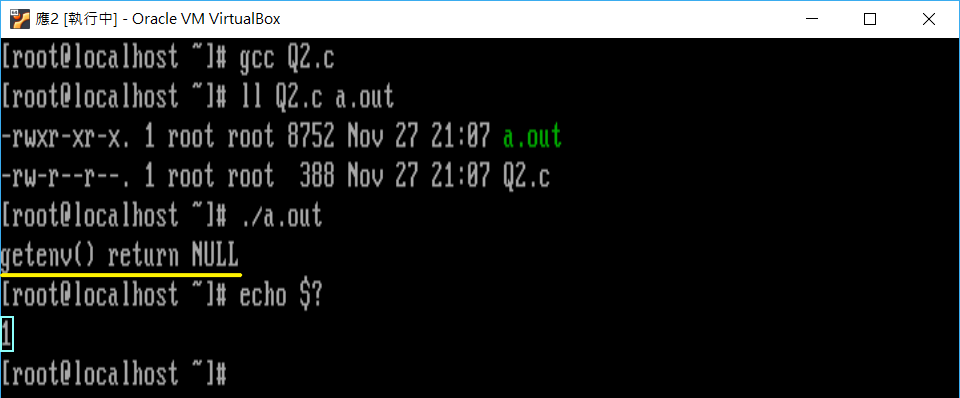 應2 [執行中] - Oracle VM VirtualBox
[root@localhost ~]# gcc Q2.c
[root@localhost ~]# ll Q2.c a.out
-rwxr-xr-x. 1 root root 8752 Nov 27 21:07 a.out
-rw-r--r--. 1 root root  388 Nov 27 21:07 Q2.c
[root@localhost ~]# ./a.out
getenv() return NULL
[root@localhost ~]# echo $?
1
[root@localhost ~]#